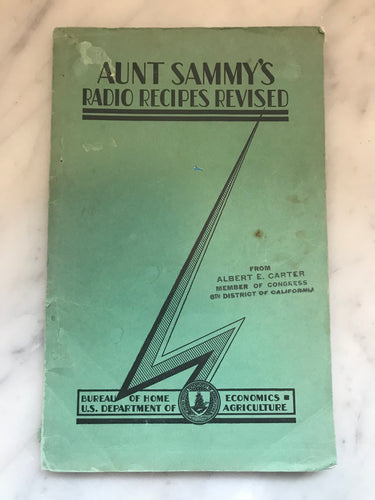 AUNT SAMMY'S
RADIO RECIPES REVISED
FROM
ALBERT E. CARTER
MEMBER OF CONGRESS
6TH DISTRICT OF CALIFORNIA
BUREAU OF HOME ECONOMICS
U.S. DEPARTMENT OF AGRICULTURE